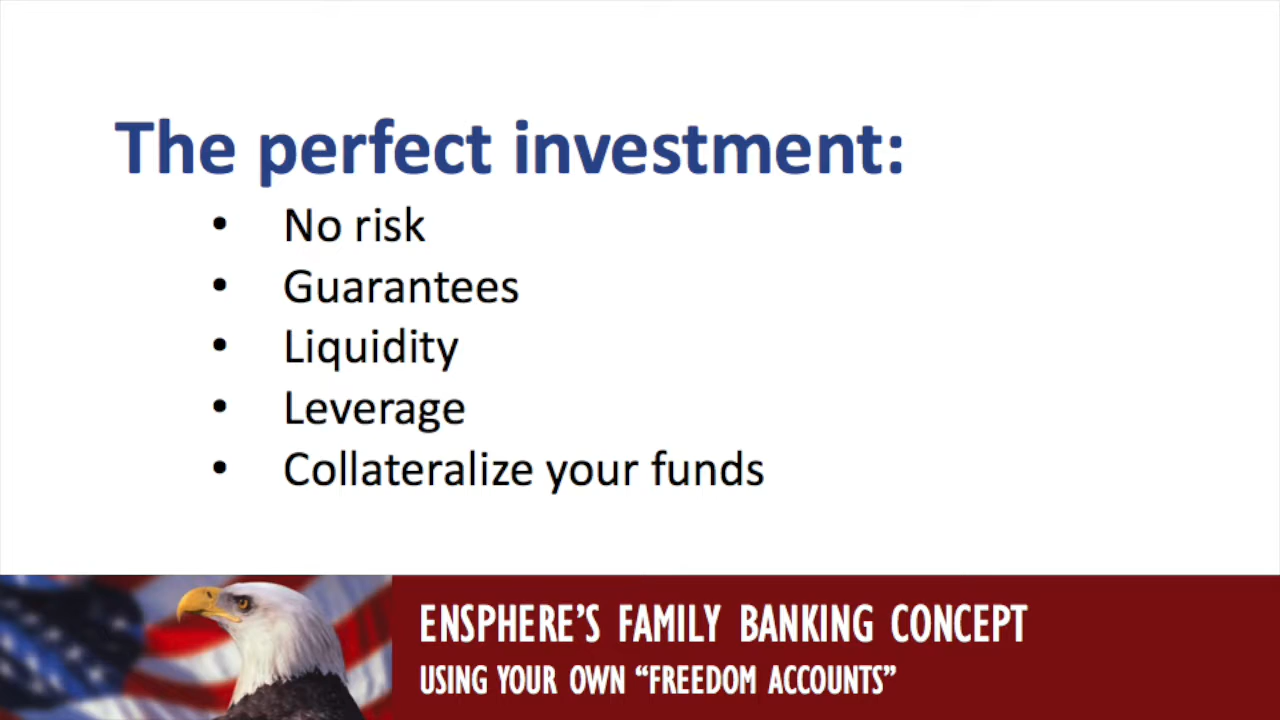 The perfect investment:
• No risk
• Guarantees
• Liquidity
• Leverage
• Collateralize your funds
ENSPHERE'S FAMILY BANKING CONCEPT
USING YOUR OWN “FREEDOM ACCOUNTS”